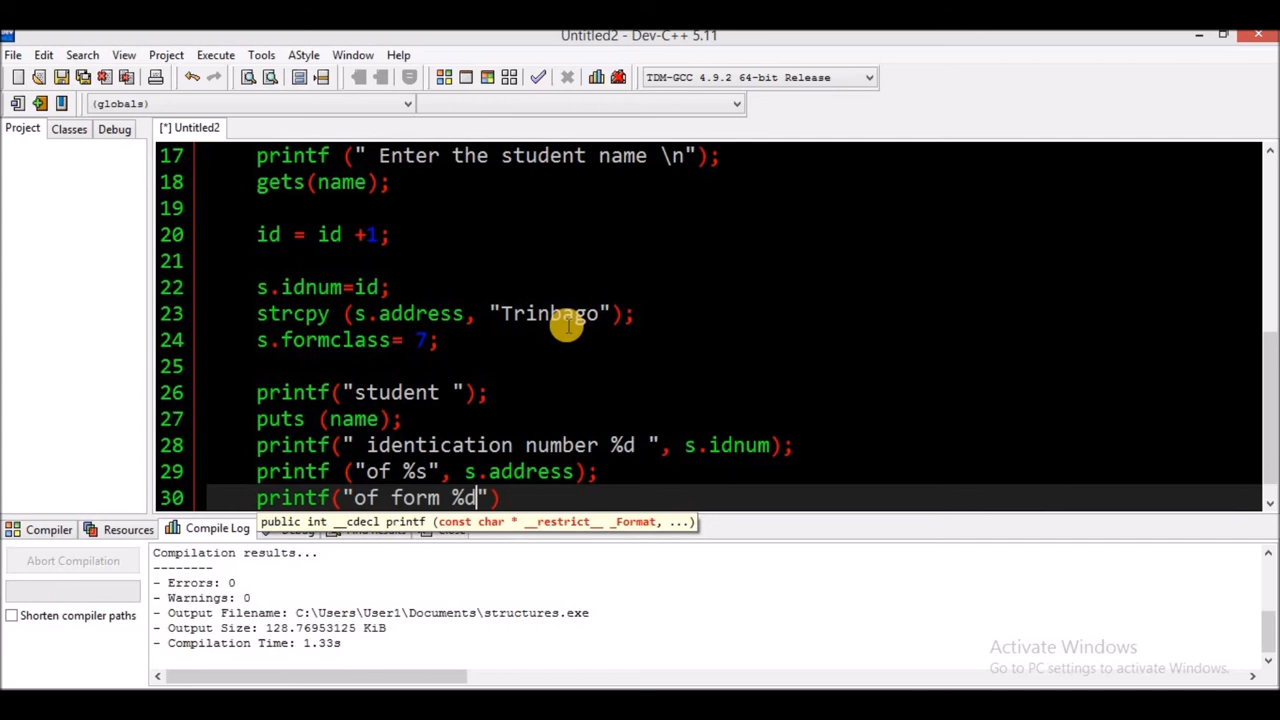 Untitled2 - Dev-C++ 5.11
File Edit Search View Project Execute Tools AStyle Window Help
TDM-GCC 4.9.2 64-bit Release
(globals)
Project Classes Debug [*] Untitled2
17 printf (" Enter the student name \n");
18 gets(name);
19
20 id = id +1;
21
22 s.idnum=id;
23 strcpy (s.address, "Trinbago");
24 s.formclass= 7;
25
26 printf("student ");
27 puts (name);
28 printf(" identication number %d ", s.idnum);
29 printf ("of %s", s.address);
30 printf("of form %d")
public int __cdecl printf (const char * __restrict__ _Format, ...)
Compiler Resources Compile Log Debug Find Results Close
Abort Compilation
Shorten compiler paths
Compilation results...
--------
- Errors: 0
- Warnings: 0
- Output Filename: C:\Users\User1\Documents\structures.exe
- Output Size: 128.76953125 KiB
- Compilation Time: 1.33s
Activate Windows
Go to PC settings to activate Windows.